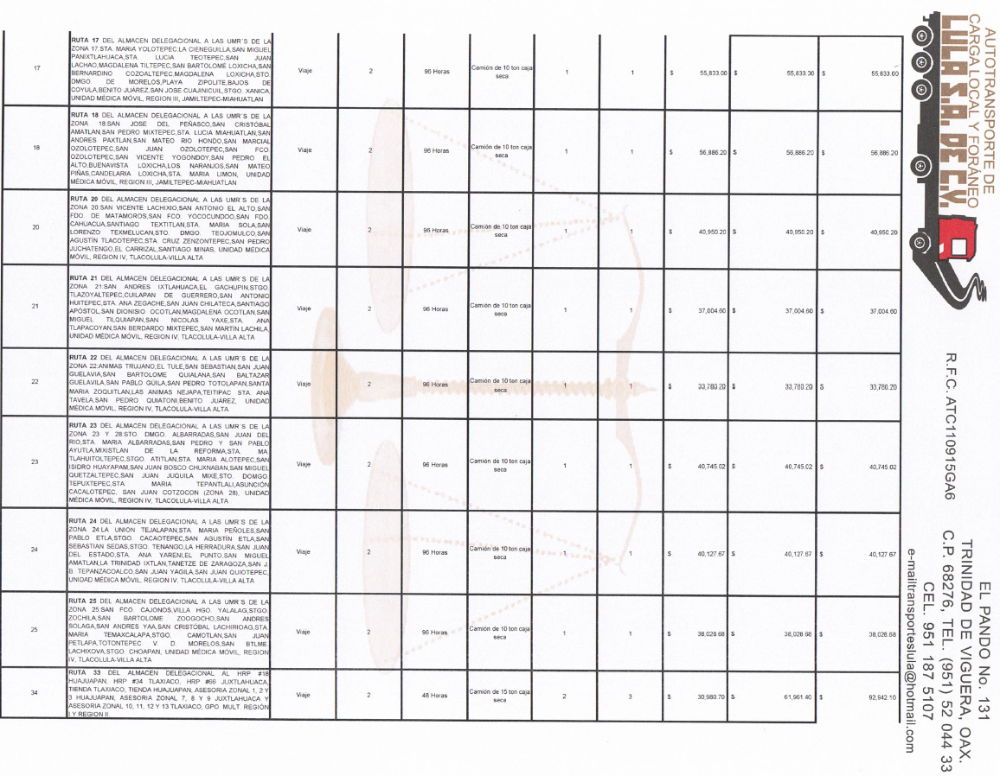 AUTOTRANSPORTE DE
CARGA LOCAL Y FORÁNEO
LULA S.A. DE C.V.
R.F.C. ATC110915GA6
EL PANDO No. 131
TRINIDAD DE VIGUERA, OAX.
C.P. 68276, TEL. (951) 52 044 33
CEL. 951 187 5107
e-mailtransporteslula@hotmail.com
17
RUTA 17 DEL ALMACEN DELEGACIONAL A LAS UMR´S DE LA
ZONA 17:STA. MARIA YOLOTEPEC,LA CIENEGUILLA,SAN MIGUEL
PANIXTLAHUACA,STA. LUCIA TEOTEPEC,SAN JUAN
LACHAO,MAGDALENA TILTEPEC,SAN BARTOLOMÉ LOXICHA,SAN
BERNARDINO COZOALTEPEC,MAGDALENA LOXICHA,STO.
DMGO. DE MORELOS,PLAYA ZIPOLITE,BAJOS DE
COYULA,BENITO JUÁREZ,SAN JOSE CUAJINICUIL,STGO. XANICA,
UNIDAD MÉDICA MÓVIL, REGION III, JAMILTEPEC-MIAHUATLAN
Viaje
2
96 Horas
Camión de 10 ton caja
seca
1
1
$ 55,833.00
$ 55,833.00
$ 55,833.00
18
RUTA 18 DEL ALMACEN DELEGACIONAL A LAS UMR´S DE LA
ZONA 18:SAN JOSE DEL PEÑASCO,SAN CRISTÓBAL
AMATLAN,SAN PEDRO MIXTEPEC,STA. LUCIA MIAHUATLAN,SAN
ANDRES PAXTLAN,SAN MATEO RIO HONDO,SAN MARCIAL
OZOLOTEPEC,SAN JUAN OZOLOTEPEC,SAN FCO.
OZOLOTEPEC,SAN VICENTE YOGONDOY,SAN PEDRO EL
ALTO,BUENAVISTA LOXICHA,LOS NARANJOS,SAN MATEO
PIÑAS,CANDELARIA LOXICHA,STA. MARIA LIMON, UNIDAD
MÉDICA MÓVIL, REGION III, JAMILTEPEC-MIAHUATLAN
Viaje
2
96 Horas
Camión de 10 ton caja
seca
1
1
$ 56,886.20
$ 56,886.20
$ 56,886.20
20
RUTA 20 DEL ALMACEN DELEGACIONAL A LAS UMR´S DE LA
ZONA 20:SAN VICENTE LACHIXIO,SAN ANTONIO EL ALTO,SAN
FDO. DE MATAMOROS,SAN FCO. YOCOCUNDOO,SAN FDO.
CAHUACUA,SANTIAGO TEXTITLAN,STA. MARIA SOLA,SAN
LORENZO TEXMELUCAN,STO. DMGO. TEOJOMULCO,SAN
AGUSTÍN TLACOTEPEC,STA. CRUZ ZENZONTEPEC,SAN PEDRO
JUCHATENGO,EL CARRIZAL,SANTIAGO MINAS, UNIDAD MÉDICA
MÓVIL, REGION IV, TLACOLULA-VILLA ALTA
Viaje
2
96 Horas
Camión de 10 ton caja
seca
1
1
$ 40,950.20
$ 40,950.20
$ 40,950.20
21
RUTA 21 DEL ALMACEN DELEGACIONAL A LAS UMR´S DE LA
ZONA 21:SAN ANDRES IXTLAHUACA,EL GACHUPIN,STGO.
TLAZOYALTEPEC,CUILAPAN DE GUERRERO,SAN ANTONIO
HUITEPEC,STA. ANA ZEGACHE,SAN JUAN CHILATECA,SANTIAGO
APÓSTOL,SAN DIONISIO OCOTLAN,MAGDALENA OCOTLAN,SAN
MIGUEL TILQUIAPAN,SAN NICOLAS YAXE,STA. ANA
TLAPACOYAN,SAN BERDARDO MIXTEPEC,SAN MARTIN LACHILA,
UNIDAD MÉDICA MÓVIL, REGION IV, TLACOLULA-VILLA ALTA
Viaje
2
96 Horas
Camión de 10 ton caja
seca
1
1
$ 37,004.60
$ 37,004.60
$ 37,004.60
22
RUTA 22 DEL ALMACEN DELEGACIONAL A LAS UMR´S DE LA
ZONA 22:ANIMAS TRUJANO,EL TULE,SAN SEBASTIAN,SAN JUAN
GUELAVIA,SAN BARTOLOME QUIALANA,SAN BALTAZAR
GUELAVILA,SAN PABLO GÜILA,SAN PEDRO TOTOLAPAN,SANTA
MARIA ZOQUITLAN,LAS ANIMAS NEJAPA,TEITIPAC STA. ANA
TAVELA,SAN PEDRO QUIATONI,BENITO JUÁREZ, UNIDAD
MÉDICA MÓVIL, REGION IV, TLACOLULA-VILLA ALTA
Viaje
2
96 Horas
Camión de 10 ton caja
seca
1
1
$ 33,780.20
$ 33,780.20
$ 33,780.20
23
RUTA 23 DEL ALMACEN DELEGACIONAL A LAS UMR´S DE LA
ZONA 23 Y 28:STO. DMGO. ALBARRADAS,SAN JUAN DEL
RIO,STA. MARIA ALBARRADAS,SAN PEDRO Y SAN PABLO
AYUTLA,MIXISTLAN DE LA REFORMA,STA. MA.
TLAHUITOLTEPEC,STGO. ATITLAN,STA. MARIA ALOTEPEC,SAN
ISIDRO HUAYAPAM,SAN JUAN BOSCO CHUXNABAN,SAN MIGUEL
QUETZALTEPEC,SAN JUAN JUQUILA MIXE,STO. DOMGO.
TEPUXTEPEC,STA. MARIA TEPANTLALI,ASUNCIÓN
CACALOTEPEC, SAN JUAN COTZOCON (ZONA 28), UNIDAD
MÉDICA MÓVIL, REGION IV, TLACOLULA-VILLA ALTA
Viaje
2
96 Horas
Camión de 10 ton caja
seca
1
1
$ 40,745.02
$ 40,745.02
$ 40,745.02
24
RUTA 24 DEL ALMACEN DELEGACIONAL A LAS UMR´S DE LA
ZONA 24:LA UNION TEJALAPAN,STA. MARIA PEÑOLES,SAN
PABLO ETLA,STGO. CACAOTEPEC,SAN AGUSTÍN ETLA,SAN
SEBASTIAN SEDAS,STGO. TENANGO,LA HERRADURA,SAN JUAN
DEL ESTADO,STA. ANA YARENI,EL PUNTO,SAN MIGUEL
AMATLAN,LA TRINIDAD IXTLAN,TANETZE DE ZARAGOZA,SAN J.
B. TEPANZACOALCO,SAN JUAN YAGILA,SAN JUAN QUIOTEPEC,
UNIDAD MÉDICA MÓVIL, REGION IV, TLACOLULA-VILLA ALTA
Viaje
2
96 Horas
Camión de 10 ton caja
seca
1
1
$ 40,127.67
$ 40,127.67
$ 40,127.67
25
RUTA 25 DEL ALMACEN DELEGACIONAL A LAS UMR´S DE LA
ZONA 25:SAN FCO. CAJONOS,VILLA HGO. YALALAG,STGO.
ZOCHILA,SAN BARTOLOME ZOOGOCHO,SAN ANDRES
SOLAGA,SAN ANDRES YAA,SAN CRISTÓBAL LACHIRIOAG,STA.
MARIA TEMAXCALAPA,STGO. CAMOTLAN,SAN JUAN
PETLAPA,TOTONTEPEC V. D. MORELOS,SAN BTLME.
LACHIXOVA,STGO. CHOAPAN, UNIDAD MÉDICA MÓVIL, REGION
IV, TLACOLULA-VILLA ALTA
Viaje
2
96 Horas
Camión de 10 ton caja
seca
1
1
$ 38,028.68
$ 38,028.68
$ 38,028.68
34
RUTA 33 DEL ALMACEN DELEGACIONAL AL HRP #18
HUAJUAPAN, HRP #34 TLAXIACO, HRP #66 JUXTLAHUACA,
TIENDA TLAXIACO, TIENDA HUAJUAPAN, ASESORIA ZONAL 1, 2 Y
3 HUAJUAPAN, ASESORIA ZONAL 7, 8 Y 9 JUXTLAHUACA Y
ASESORIA ZONAL 10, 11, 12 Y 13 TLAXIACO, GPO. MULT. REGIÓN
I Y REGION II.
Viaje
2
48 Horas
Camión de 15 ton caja
seca
2
3
$ 30,980.70
$ 61,961.40
$ 92,942.10